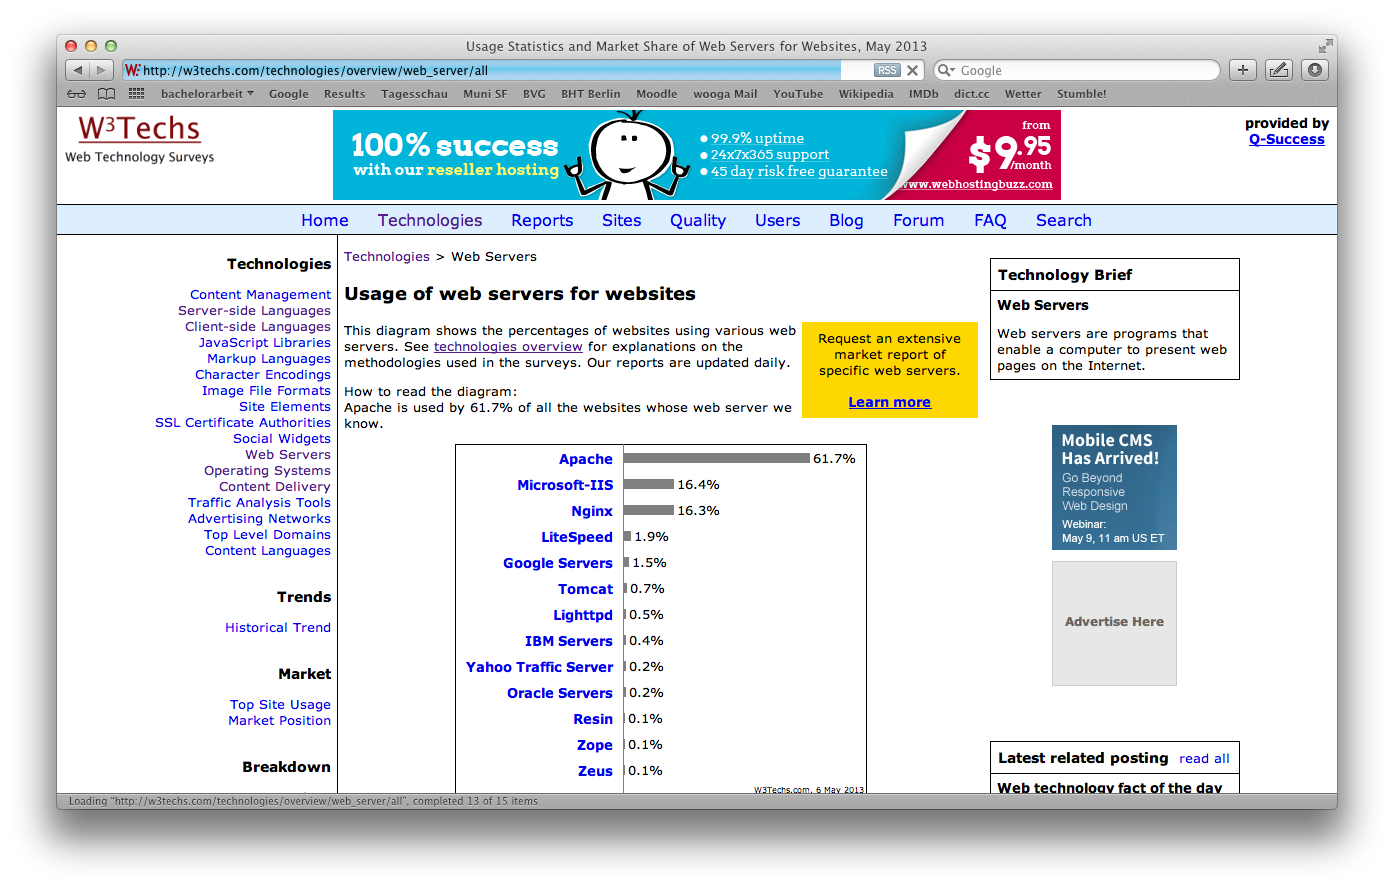 Usage Statistics and Market Share of Web Servers for Websites, May 2013
http://w3techs.com/technologies/overview/web_server/all
RSS
Google
bachelorarbeit Google Results Tagesschau Muni SF BVG BHT Berlin Moodle wooga Mail YouTube Wikipedia IMDb dict.cc Wetter Stumble!
W3Techs
Web Technology Surveys
100% success
with our reseller hosting
99.9% uptime
24x7x365 support
45 day risk free guarantee
from
$9.95
/month
www.webhostingbuzz.com
provided by
Q-Success
Home Technologies Reports Sites Quality Users Blog Forum FAQ Search
Technologies
Content Management
Server-side Languages
Client-side Languages
JavaScript Libraries
Markup Languages
Character Encodings
Image File Formats
Site Elements
SSL Certificate Authorities
Social Widgets
Web Servers
Operating Systems
Content Delivery
Traffic Analysis Tools
Advertising Networks
Top Level Domains
Content Languages
Trends
Historical Trend
Market
Top Site Usage
Market Position
Breakdown
Technologies > Web Servers
Usage of web servers for websites
This diagram shows the percentages of websites using various web
servers. See technologies overview for explanations on the
methodologies used in the surveys. Our reports are updated daily.
How to read the diagram:
Apache is used by 61.7% of all the websites whose web server we
know.
Request an extensive
market report of
specific web servers.
Learn more
Apache 61.7%
Microsoft-IIS 16.4%
Nginx 16.3%
LiteSpeed 1.9%
Google Servers 1.5%
Tomcat 0.7%
Lighttpd 0.5%
IBM Servers 0.4%
Yahoo Traffic Server 0.2%
Oracle Servers 0.2%
Resin 0.1%
Zope 0.1%
Zeus 0.1%
W3Techs.com, 6 May 2013
Technology Brief
Web Servers
Web servers are programs that
enable a computer to present web
pages on the Internet.
Mobile CMS
Has Arrived!
Go Beyond
Responsive
Web Design
Webinar:
May 9, 11 am US ET
Advertise Here
Latest related posting read all
Web technology fact of the day
Loading "http://w3techs.com/technologies/overview/web_server/all", completed 13 of 15 items